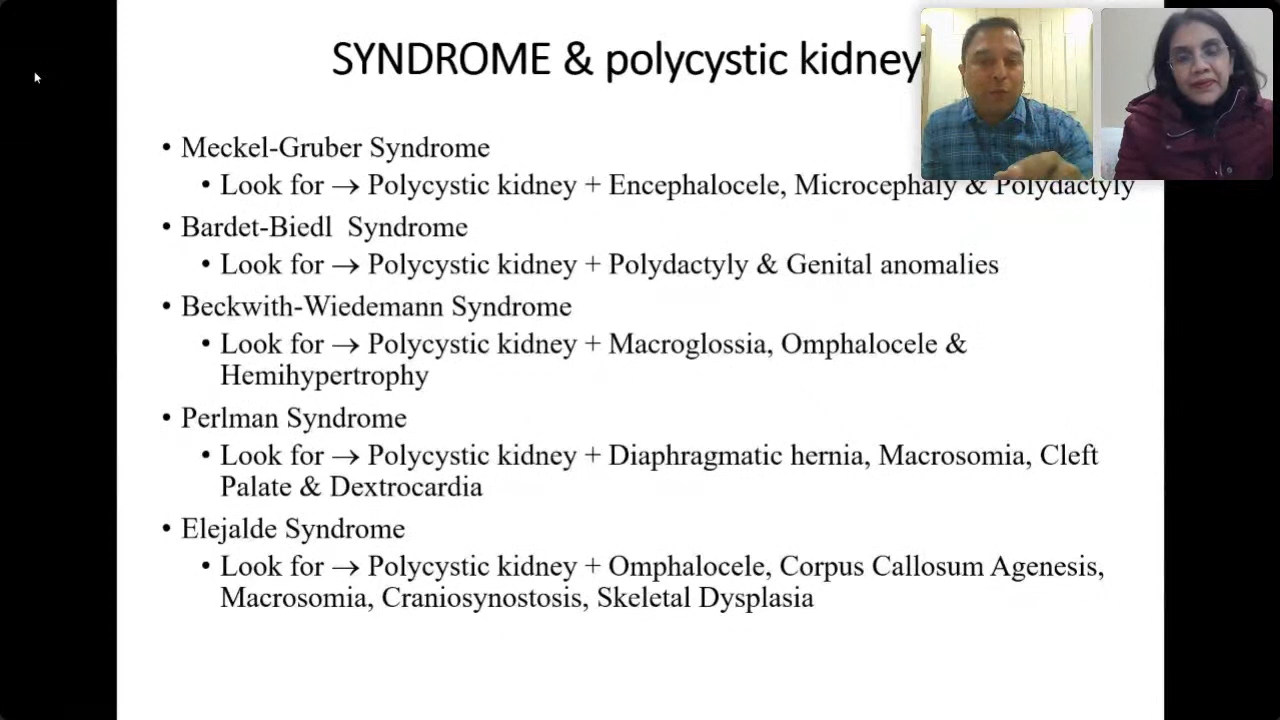 SYNDROME & polycystic kidney
• Meckel-Gruber Syndrome
• Look for → Polycystic kidney + Encephalocele, Microcephaly & Polydactyly
• Bardet-Biedl Syndrome
• Look for → Polycystic kidney + Polydactyly & Genital anomalies
• Beckwith-Wiedemann Syndrome
• Look for → Polycystic kidney + Macroglossia, Omphalocele &
Hemihypertrophy
• Perlman Syndrome
• Look for → Polycystic kidney + Diaphragmatic hernia, Macrosomia, Cleft
Palate & Dextrocardia
• Elejalde Syndrome
• Look for → Polycystic kidney + Omphalocele, Corpus Callosum Agenesis,
Macrosomia, Craniosynostosis, Skeletal Dysplasia